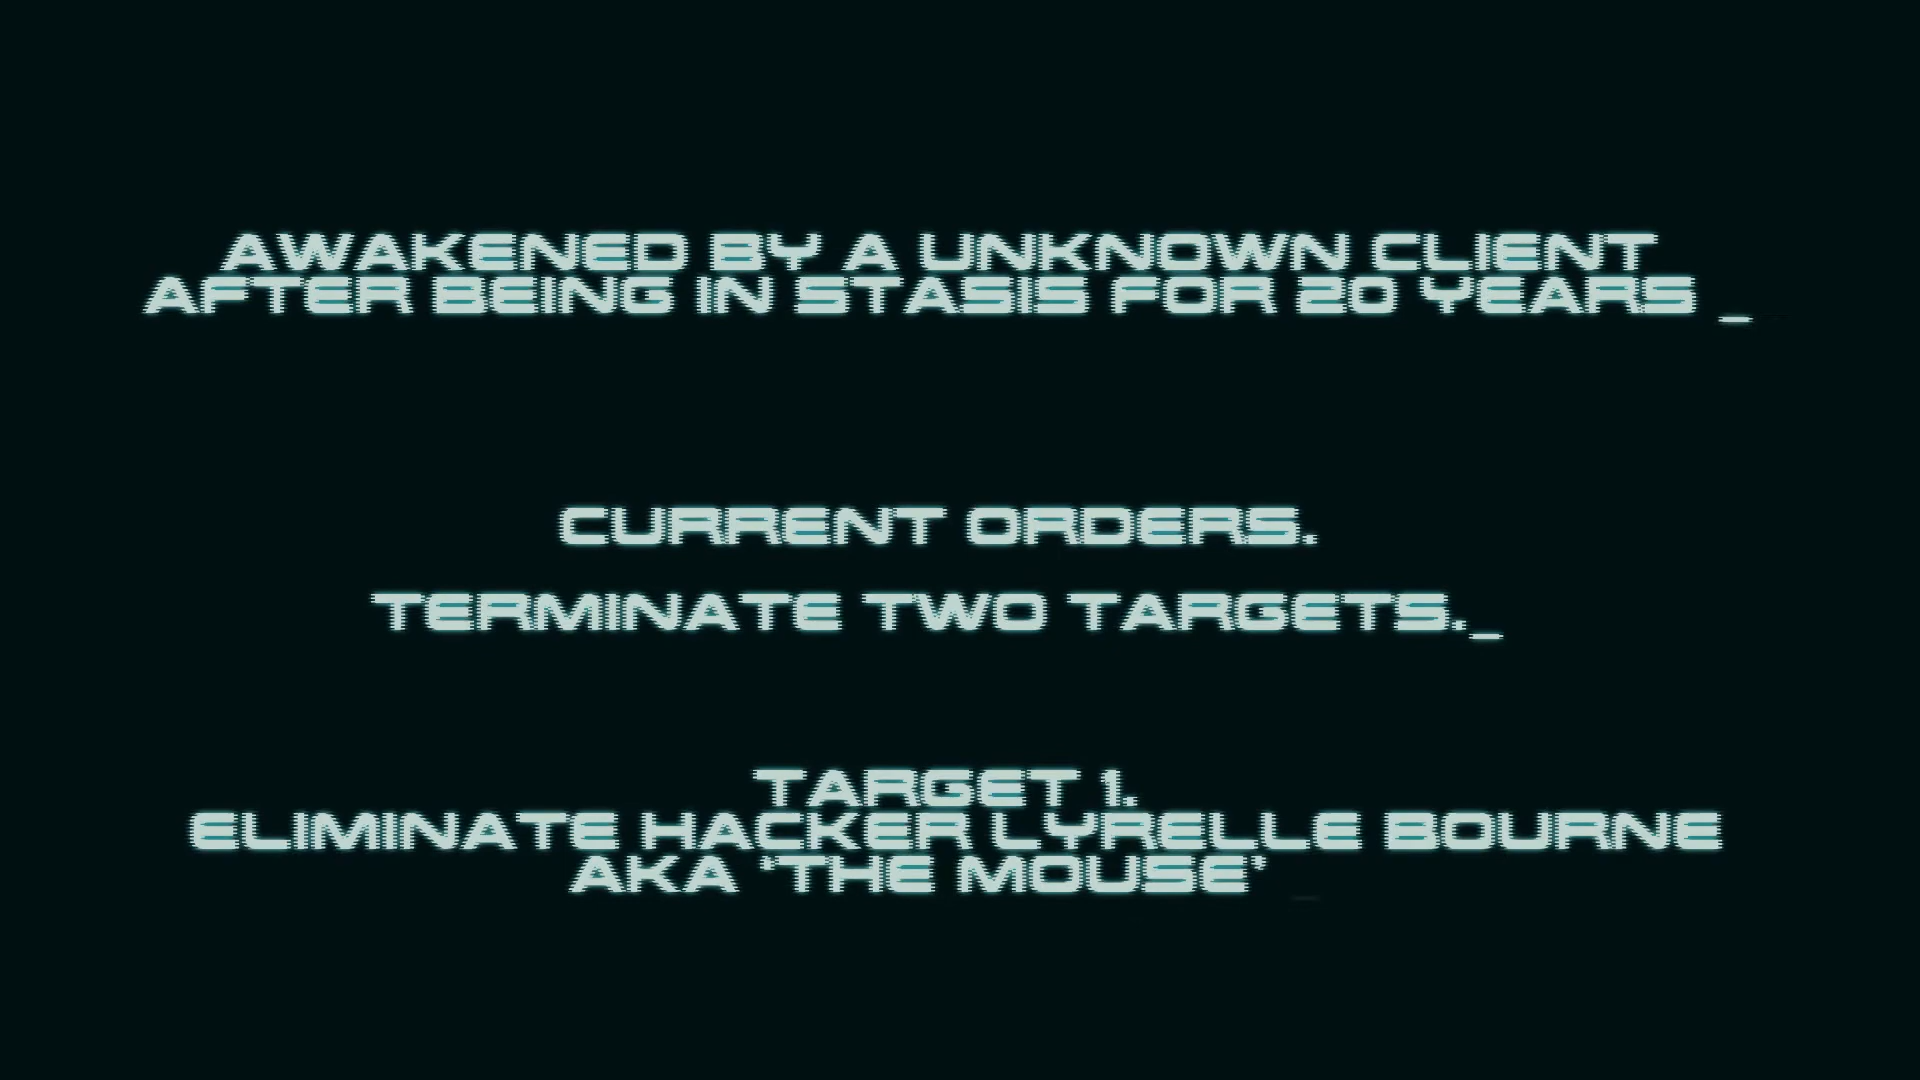 AWAKENED BY A UNKNOWN CLIENT
AFTER BEING IN STASIS FOR 20 YEARS _
CURRENT ORDERS.
TERMINATE TWO TARGETS._
TARGET 1.
ELIMINATE HACKER LYRELLE BOURNE
AKA 'THE MOUSE' _